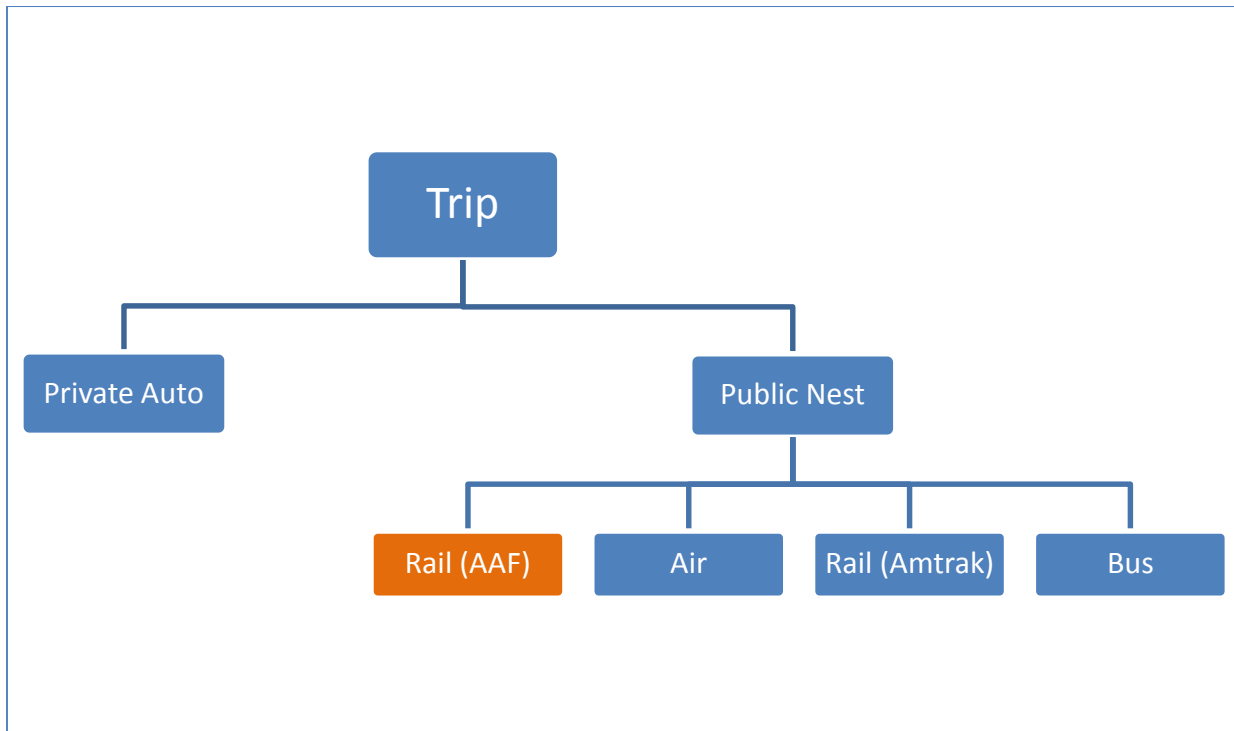 Trip
Private Auto
Public Nest
Rail (AAF)
Air
Rail (Amtrak)
Bus